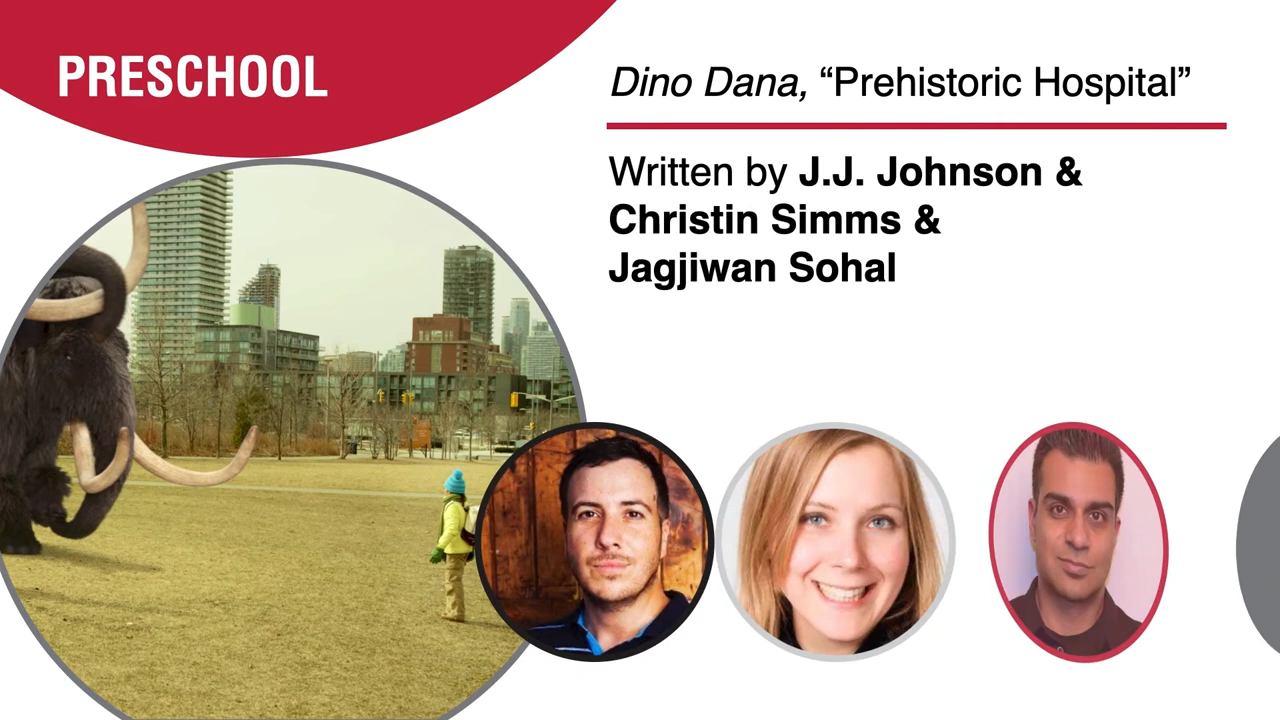 PRESCHOOL
Dino Dana, “Prehistoric Hospital”
Written by J.J. Johnson &
Christin Simms &
Jagjiwan Sohal